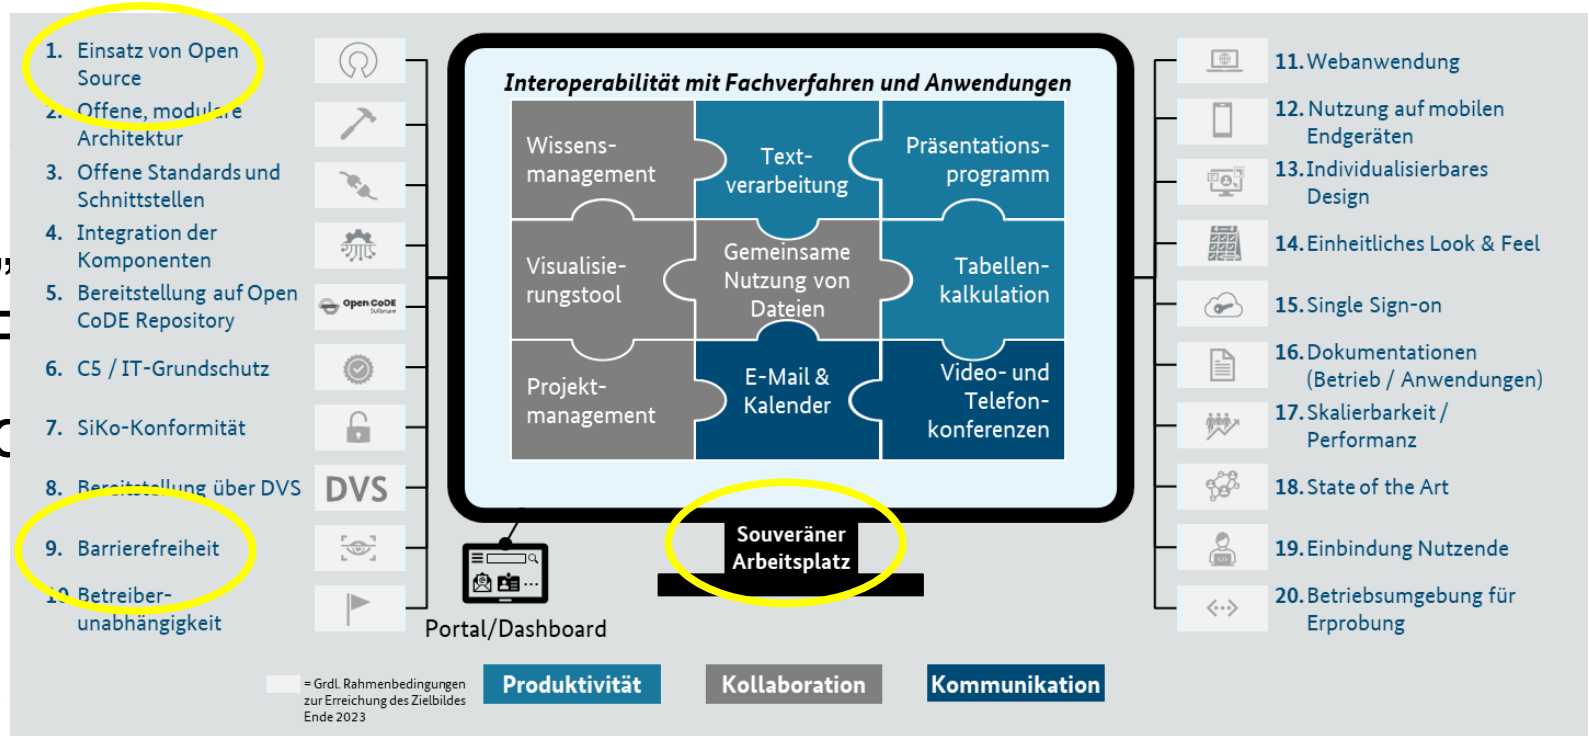 1. Einsatz von Open
Source
2. Offene, modulare
Architektur
3. Offene Standards und
Schnittstellen
4. Integration der
Komponenten
5. Bereitstellung auf Open
CoDE Repository
6. C5 / IT-Grundschutz
7. SiKo-Konformität
8. Bereitstellung über DVS
9. Barrierefreiheit
10. Betreiber-
unabhängigkeit
Open CoDE
Software
DVS
Interoperabilität mit Fachverfahren und Anwendungen
Wissens-
management
Text-
verarbeitung
Präsentations-
programm
Visualisie-
rungstool
Gemeinsame
Nutzung von
Dateien
Tabellen-
kalkulation
Projekt-
management
E-Mail &
Kalender
Video- und
Telefon-
konferenzen
Souveräner
Arbeitsplatz
Portal/Dashboard
11. Webanwendung
12. Nutzung auf mobilen
Endgeräten
13. Individualisierbares
Design
14. Einheitliches Look & Feel
15. Single Sign-on
16. Dokumentationen
(Betrieb / Anwendungen)
17. Skalierbarkeit /
Performanz
18. State of the Art
19. Einbindung Nutzende
20. Betriebsumgebung für
Erprobung
= Grdl. Rahmenbedingungen
zur Erreichung des Zielbildes
Ende 2023
Produktivität
Kollaboration
Kommunikation